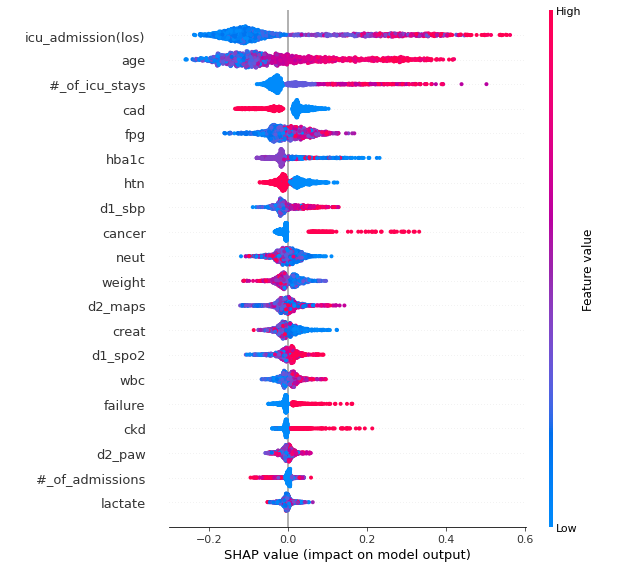 High
icu_admission(los)
age
#_of_icu_stays
cad
fpg
hba1c
htn
d1_sbp
cancer
neut
weight
d2_maps
creat
d1_spo2
wbc
failure
ckd
d2_paw
#_of_admissions
lactate
Feature value
Low
−0.2 0.0 0.2 0.4 0.6
SHAP value (impact on model output)